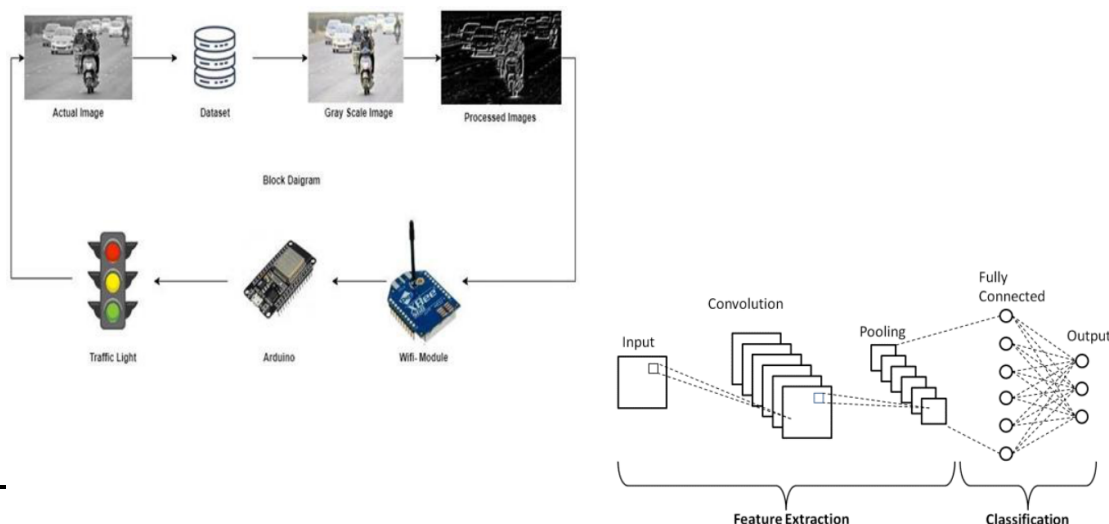 Actual Image
Dataset
Gray Scale Image
Processed Images
Block Daigram
Traffic Light
Arduino
XBee
Wifi- Module
Input
Convolution
Pooling
Fully
Connected
Output
Feature Extraction
Classification